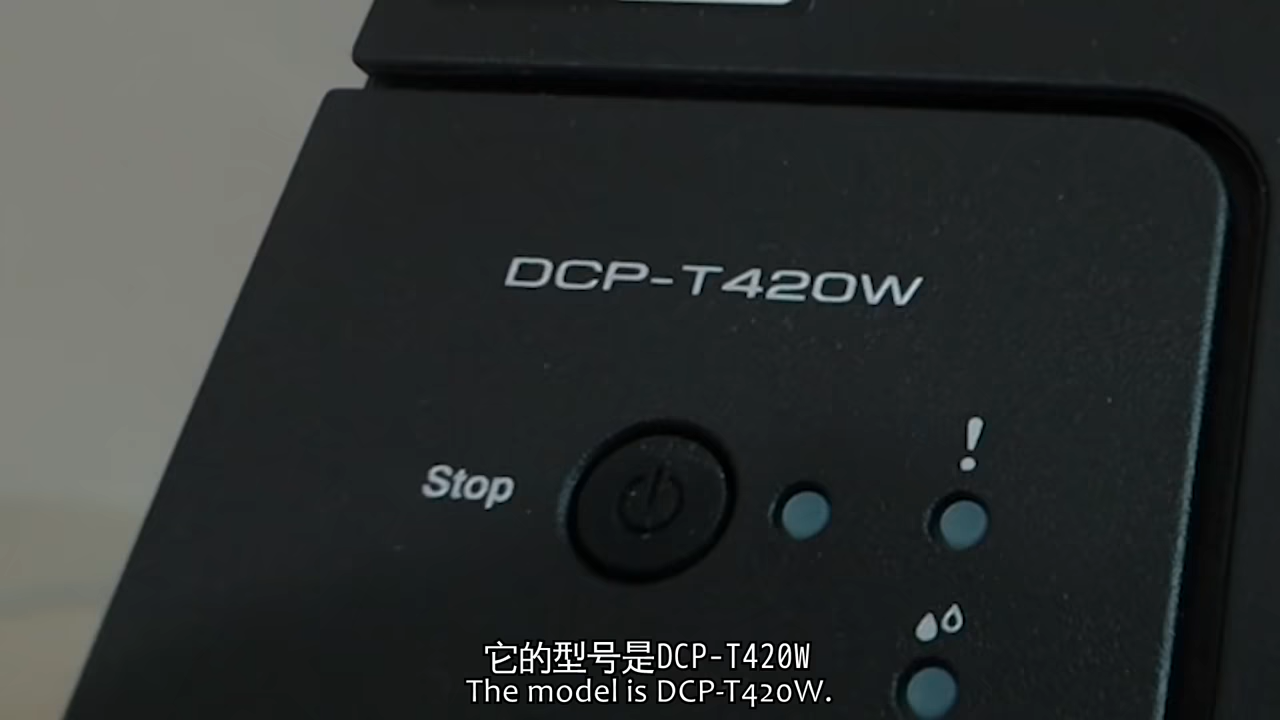 DCP-T420W
!
Stop
它的型号是DCP-T420W
The model is DCP-T420W.